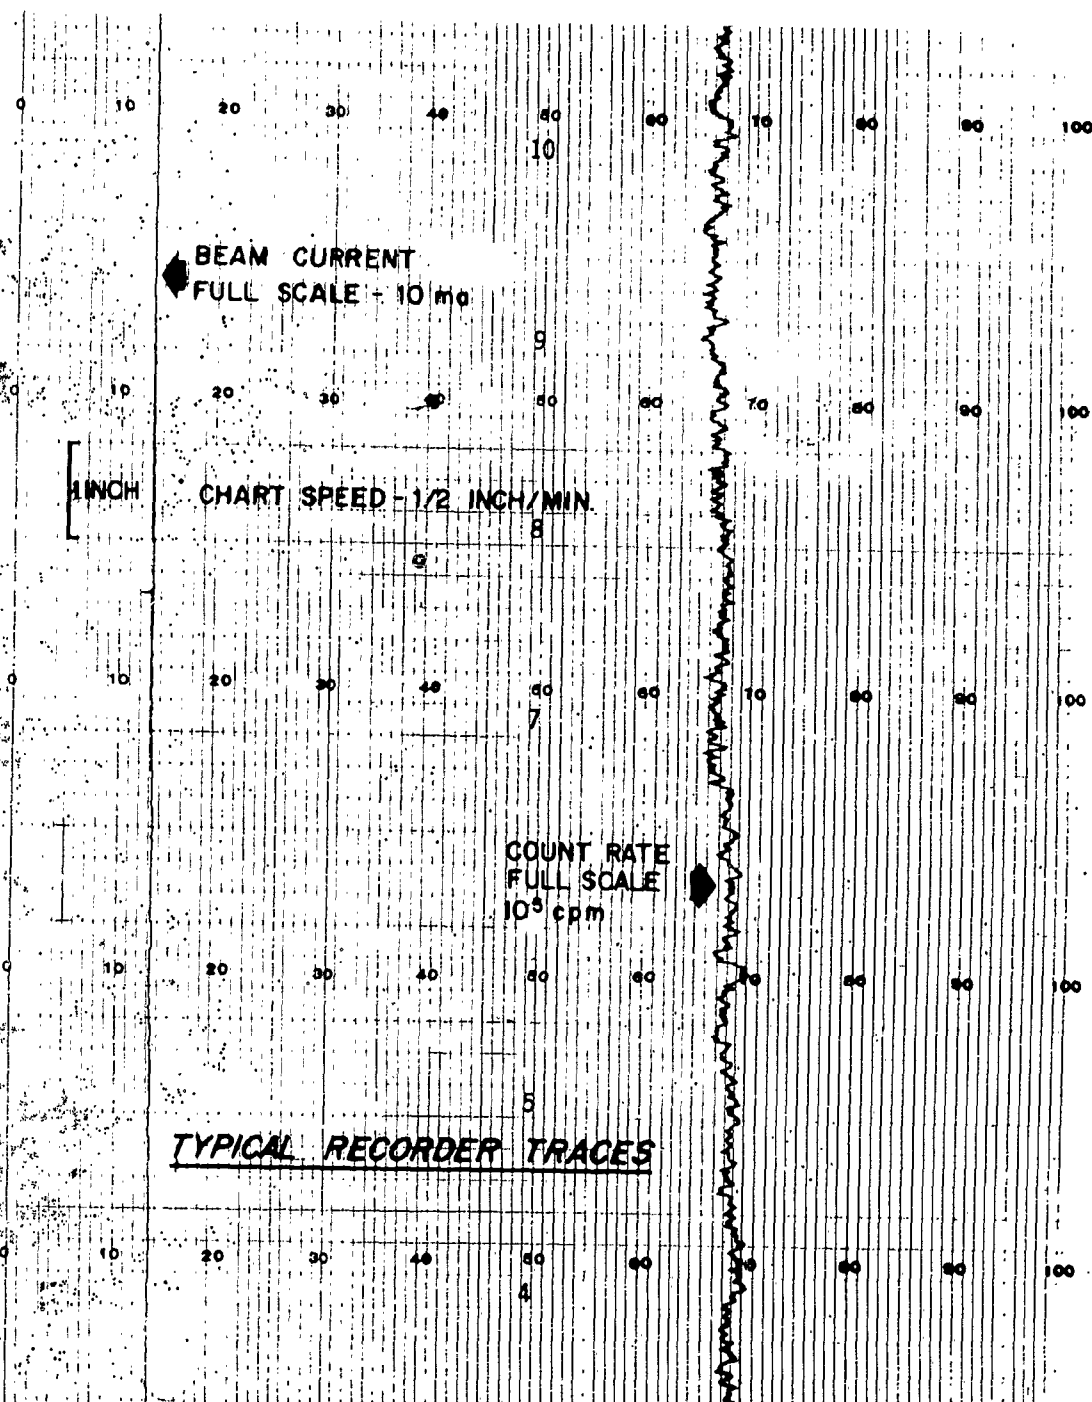 0 10 20 30 40 50 60 70 80 90 100
10
BEAM CURRENT
FULL SCALE - 10 ma
9
0 10 20 30 50 60 70 80 90 100
1 INCH
CHART SPEED - 1/2 INCH/MIN.
8
0 10 20 30 40 50 60 70 80 90 100
7
COUNT RATE
FULL SCALE
10⁵ cpm
0 10 20 30 40 50 60 80 90 100
5
TYPICAL RECORDER TRACES
0 10 20 30 40 50 60 80 90 100
4